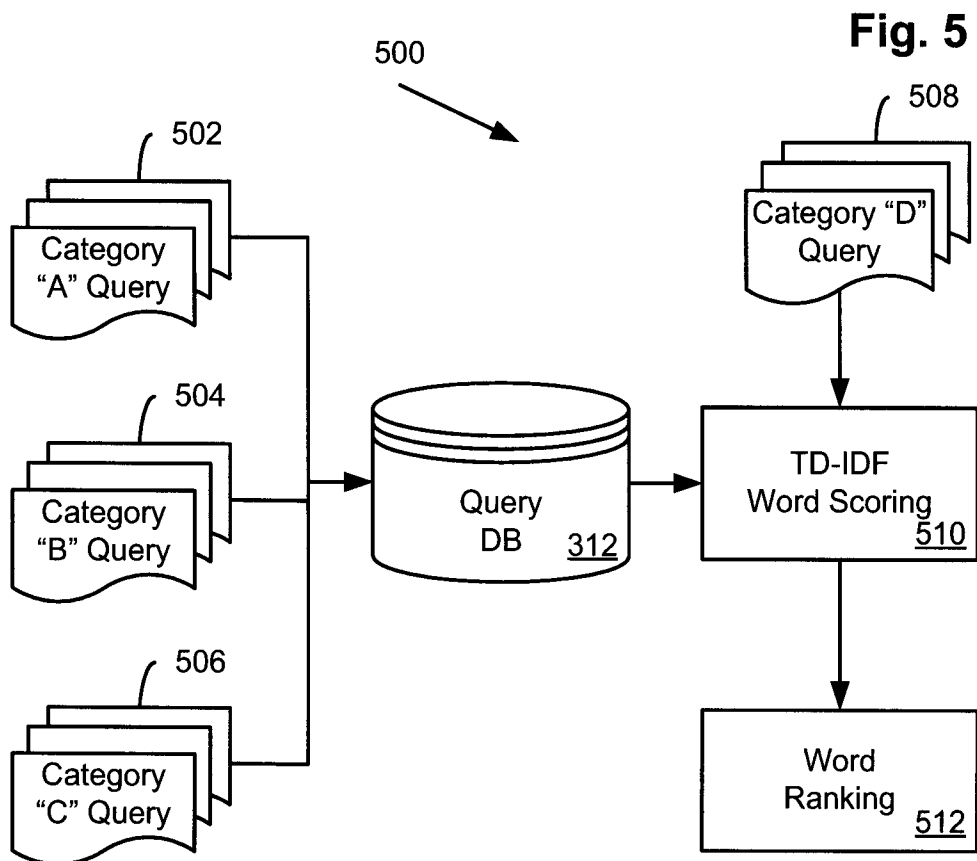 Fig. 5
500
508
502
Category "D"
Query
Category
"A" Query
504
Category
"B" Query
Query
DB
312
TD-IDF
Word Scoring
510
506
Category
"C" Query
Word
Ranking
512